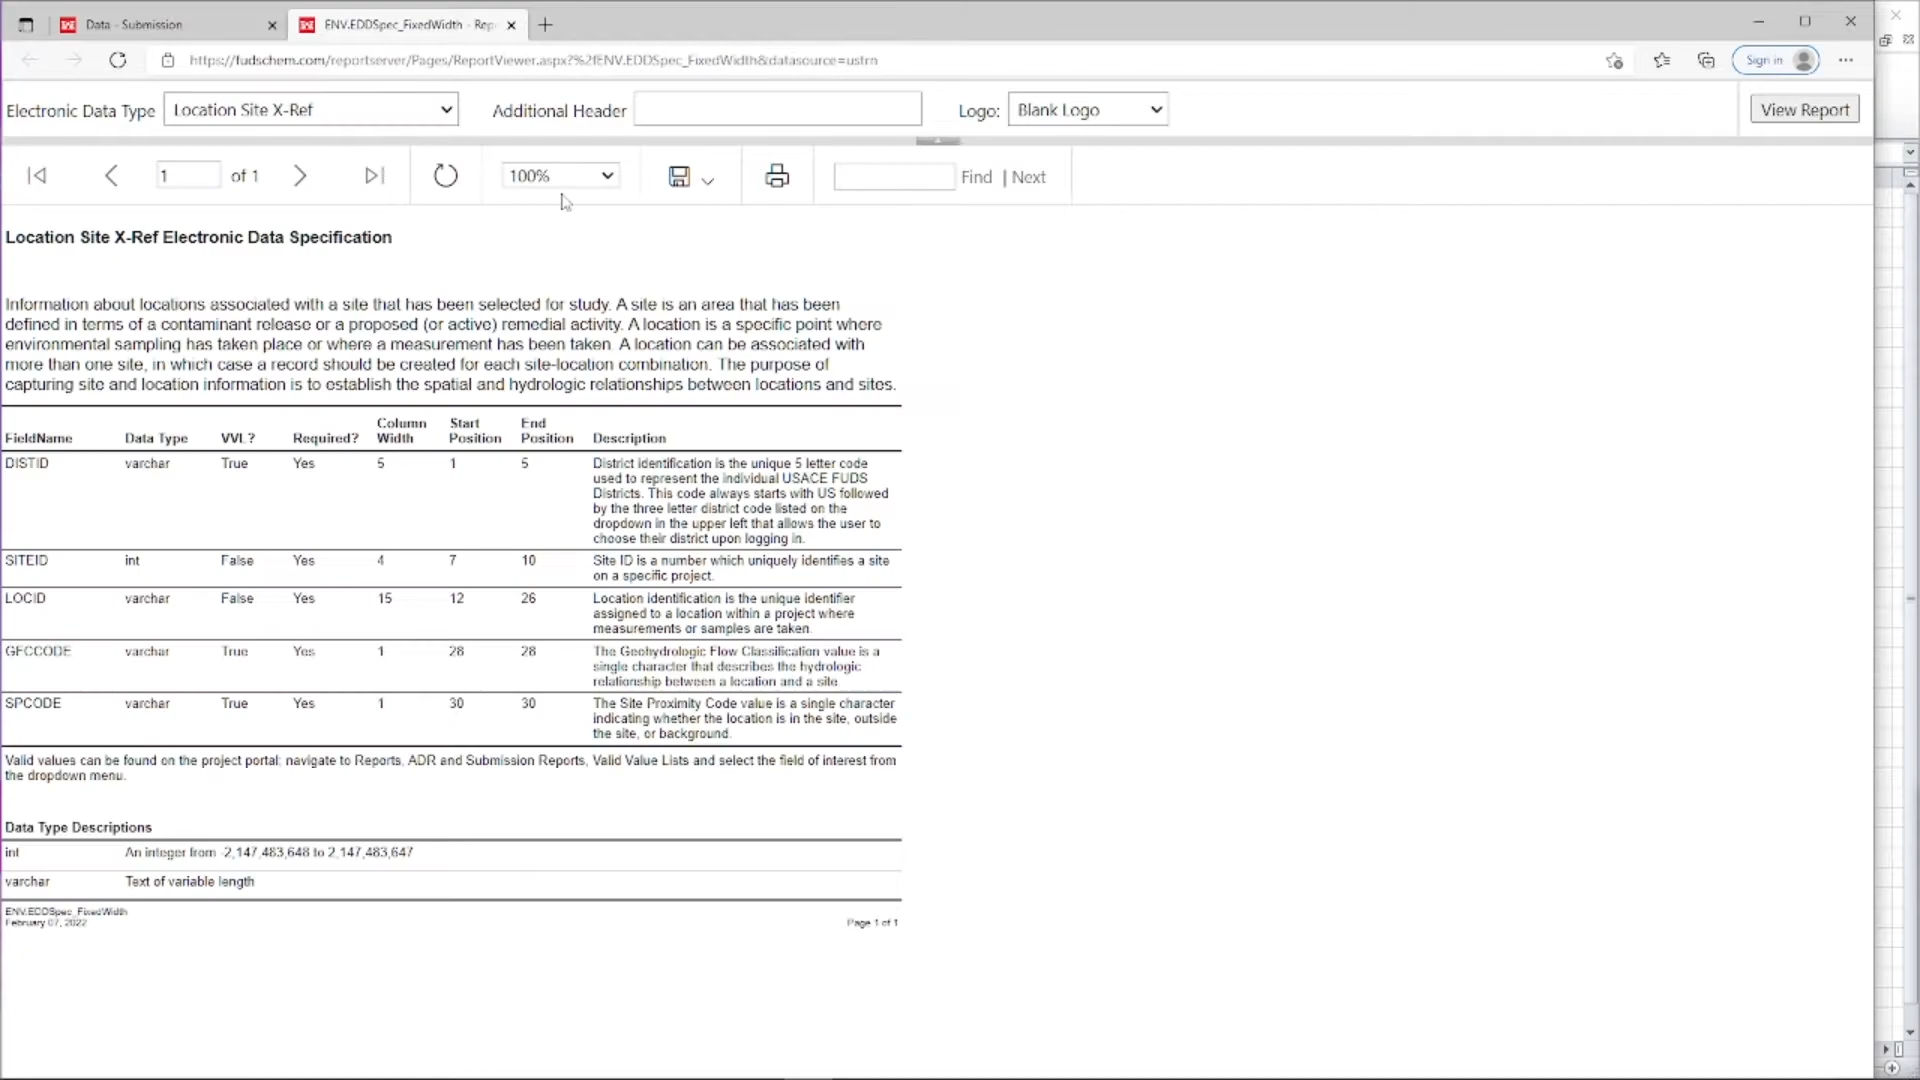 Data - Submission
ENV.EDDSpec_FixedWidth - Rep
https://fudschem.com/reportserver/Pages/ReportViewer.aspx?%2fENV.EDDSpec_FixedWidth&datasource=ustrn
Sign in
Electronic Data Type Location Site X-Ref Additional Header Logo: Blank Logo View Report
1 of 1 100% Find | Next
Location Site X-Ref Electronic Data Specification
Information about locations associated with a site that has been selected for study. A site is an area that has been
defined in terms of a contaminant release or a proposed (or active) remedial activity. A location is a specific point where
environmental sampling has taken place or where a measurement has been taken. A location can be associated with
more than one site, in which case a record should be created for each site-location combination. The purpose of
capturing site and location information is to establish the spatial and hydrologic relationships between locations and sites.
FieldName Data Type VVL? Required? Column Width Start Position End Position Description
DISTID varchar True Yes 5 1 5 District identification is the unique 5 letter code
used to represent the individual USACE FUDS
Districts. This code always starts with US followed
by the three letter district code listed on the
dropdown in the upper left that allows the user to
choose their district upon logging in.
SITEID int False Yes 4 7 10 Site ID is a number which uniquely identifies a site
on a specific project.
LOCID varchar False Yes 15 12 26 Location identification is the unique identifier
assigned to a location within a project where
measurements or samples are taken.
GFCCODE varchar True Yes 1 28 28 The Geohydrologic Flow Classification value is a
single character that describes the hydrologic
relationship between a location and a site
SPCODE varchar True Yes 1 30 30 The Site Proximity Code value is a single character
indicating whether the location is in the site, outside
the site, or background.
Valid values can be found on the project portal; navigate to Reports, ADR and Submission Reports, Valid Value Lists and select the field of interest from
the dropdown menu.
Data Type Descriptions
int An integer from -2,147,483,648 to 2,147,483,647
varchar Text of variable length
ENV.EDDSpec_FixedWidth
February 07, 2022 Page 1 of 1